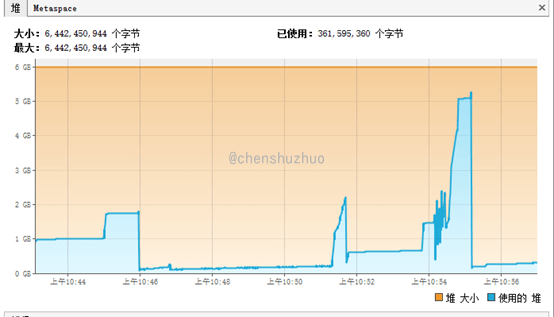 堆 Metaspace
大小： 6,442,450,944 个字节 已使用： 361,595,360 个字节
最大： 6,442,450,944 个字节
6 GB
5 GB
4 GB
3 GB
2 GB
1 GB
0 GB
@chenshuzhuo
上午10:44 上午10:46 上午10:48 上午10:50 上午10:52 上午10:54 上午10:56
堆 大小 使用的 堆